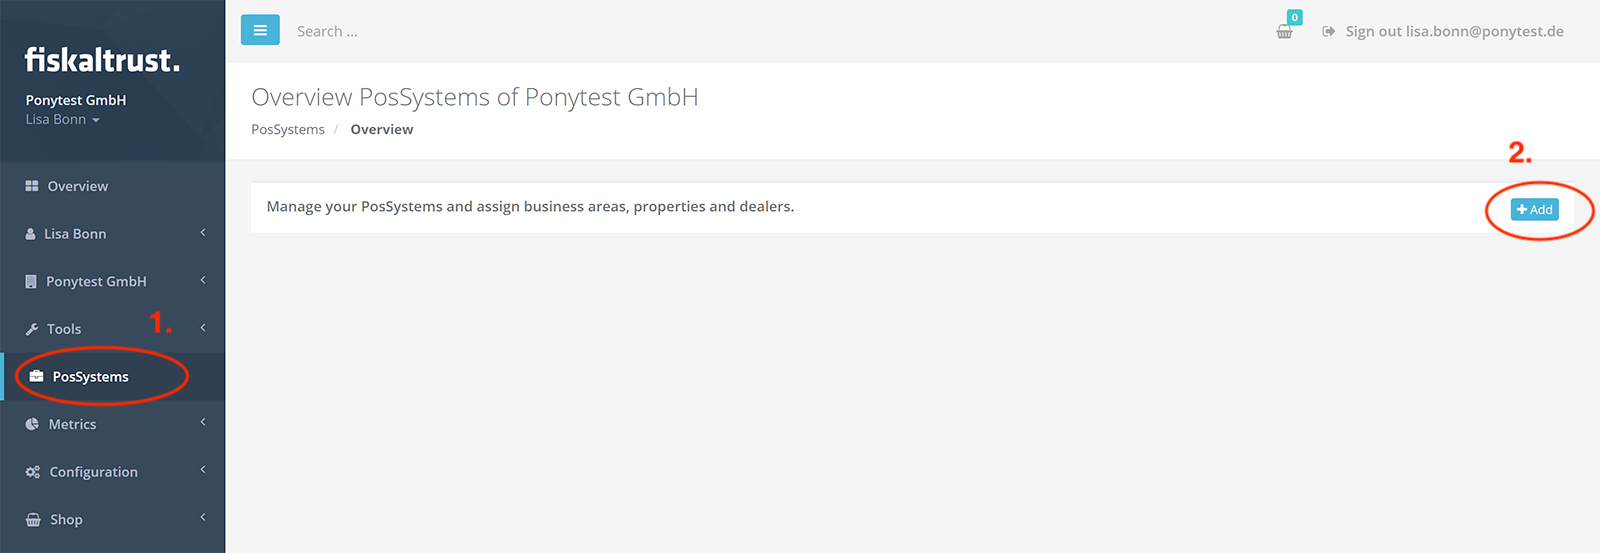 fiskaltrust.
Ponytest GmbH
Lisa Bonn
Overview
Lisa Bonn
Ponytest GmbH
Tools
1.
PosSystems
Metrics
Configuration
Shop
Search ...
0
Sign out lisa.bonn@ponytest.de
Overview PosSystems of Ponytest GmbH
PosSystems / Overview
2.
Manage your PosSystems and assign business areas, properties and dealers.
+ Add